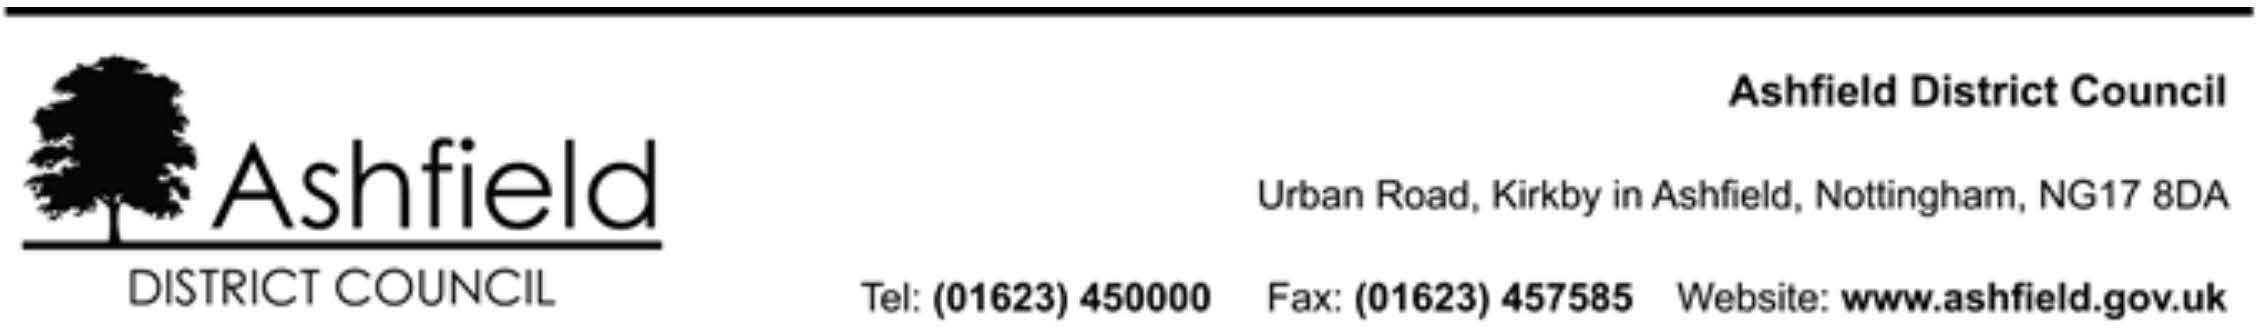 Ashfield
DISTRICT COUNCIL
Ashfield District Council
Urban Road, Kirkby in Ashfield, Nottingham, NG17 8DA
Tel: (01623) 450000 Fax: (01623) 457585 Website: www.ashfield.gov.uk